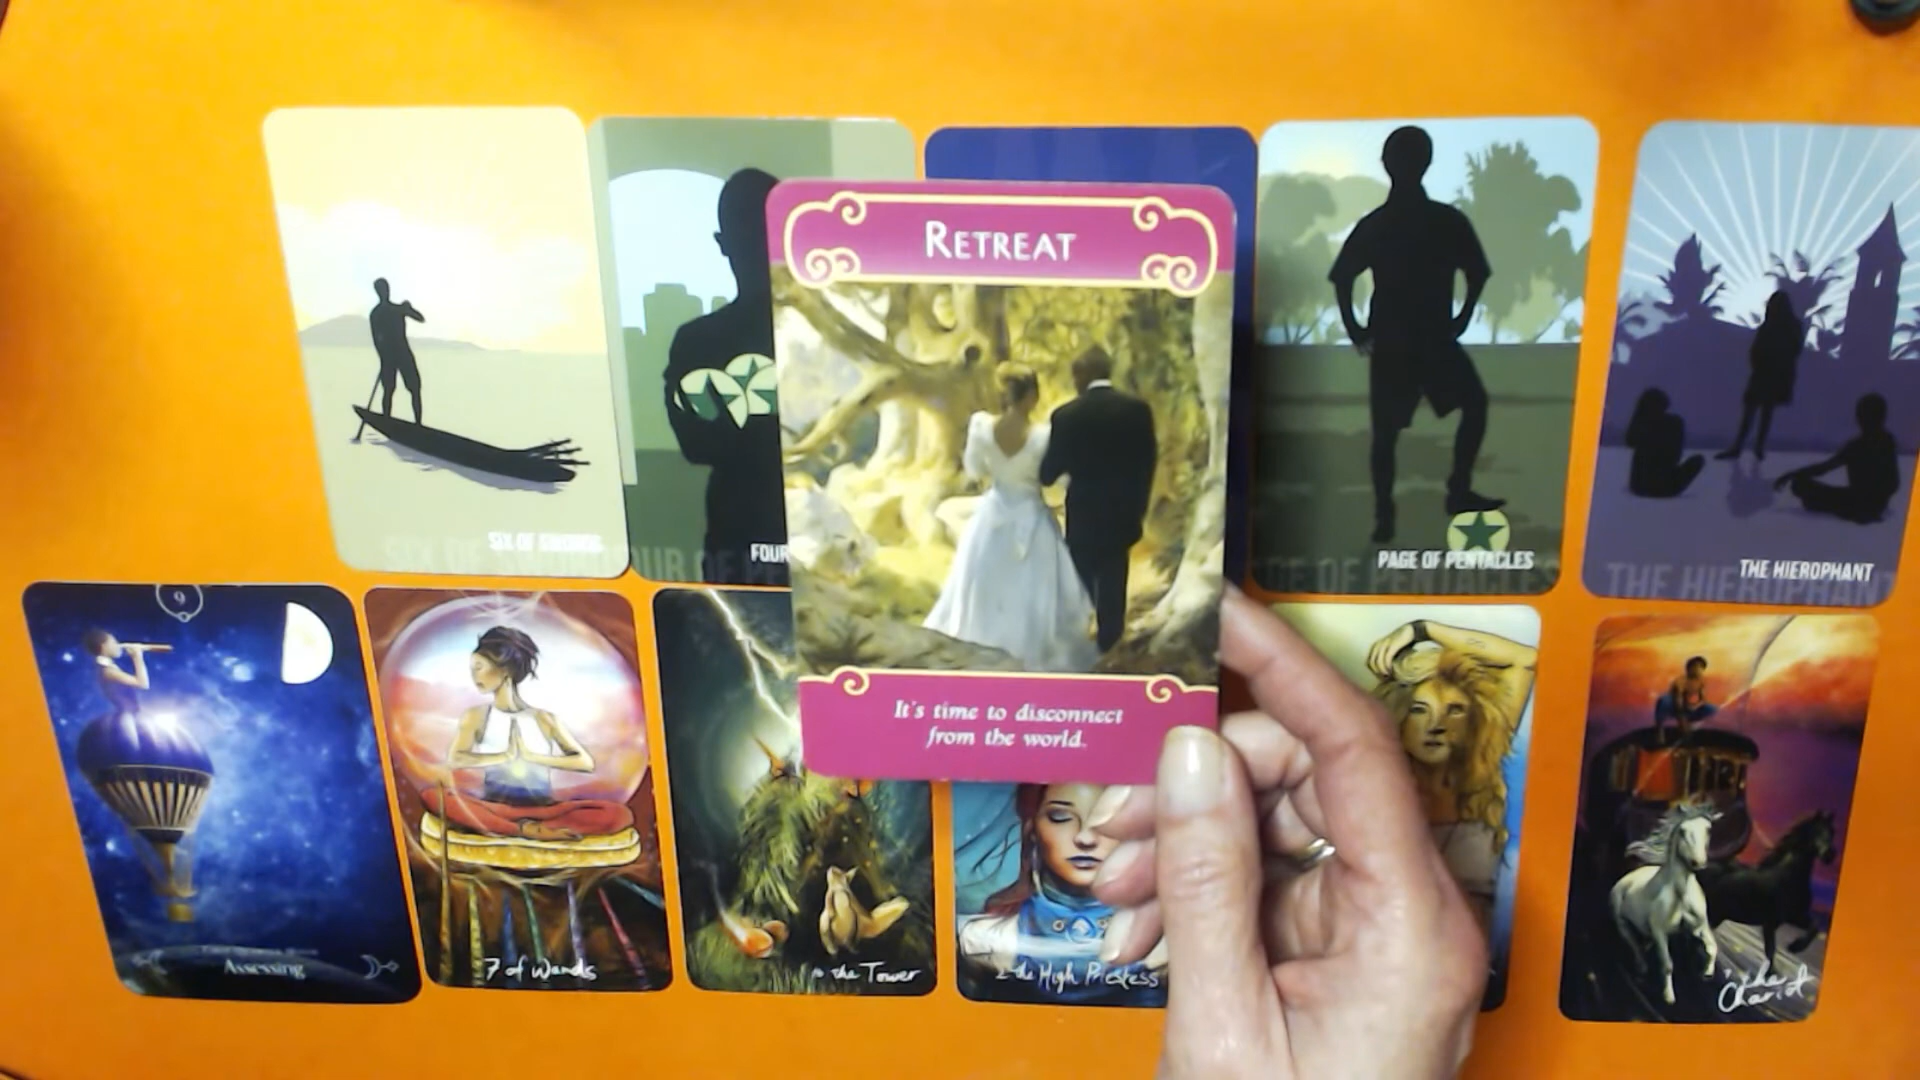 RETREAT
It's time to disconnect
from the world.
SIX OF SWORDS
FOUR
PAGE OF PENTACLES
THE HIEROPHANT
9
Assessing
7 of Wands
the Tower
2-the High Priestess
the
Chariot